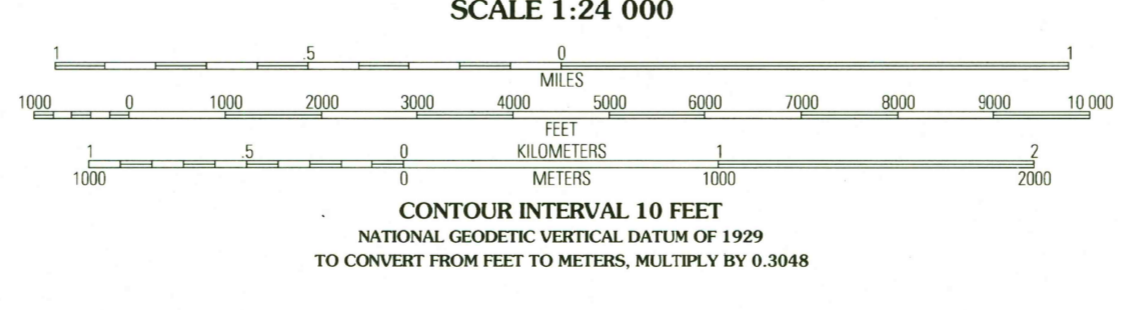 SCALE 1:24 000
1 .5 0 1
MILES
1000 0 1000 2000 3000 4000 5000 6000 7000 8000 9000 10 000
FEET
1 .5 0 KILOMETERS 1 2
1000 0 METERS 1000 2000
CONTOUR INTERVAL 10 FEET
NATIONAL GEODETIC VERTICAL DATUM OF 1929
TO CONVERT FROM FEET TO METERS, MULTIPLY BY 0.3048